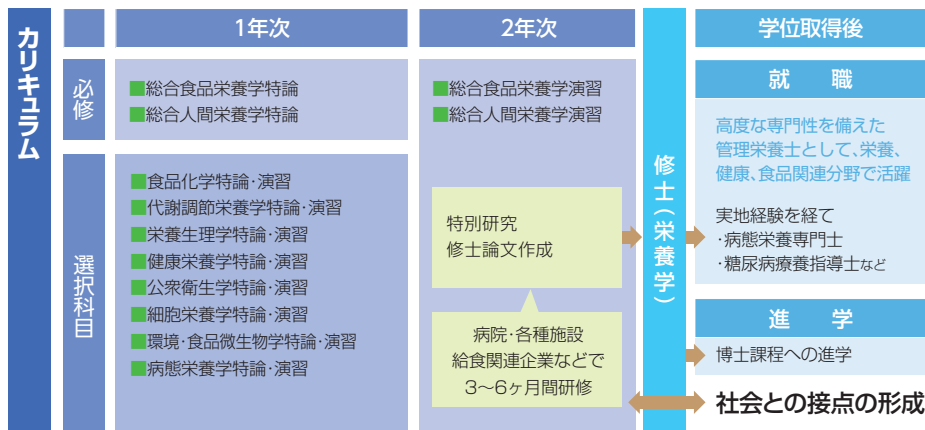 カリキュラム
1年次
2年次
学位取得後
必修
■総合食品栄養学特論
■総合人間栄養学特論
■総合食品栄養学演習
■総合人間栄養学演習
選択科目
■食品化学特論・演習
■代謝調節栄養学特論・演習
■栄養生理学特論・演習
■健康栄養学特論・演習
■公衆衛生学特論・演習
■細胞栄養学特論・演習
■環境・食品微生物学特論・演習
■病態栄養学特論・演習
特別研究
修士論文作成
病院・各種施設
給食関連企業などで
3〜6ヶ月間研修
修士(栄養学)
就　職
高度な専門性を備えた
管理栄養士として、栄養、
健康、食品関連分野で活躍
実地経験を経て
・病態栄養専門士
・糖尿病療養指導士など
進　学
博士課程への進学
社会との接点の形成